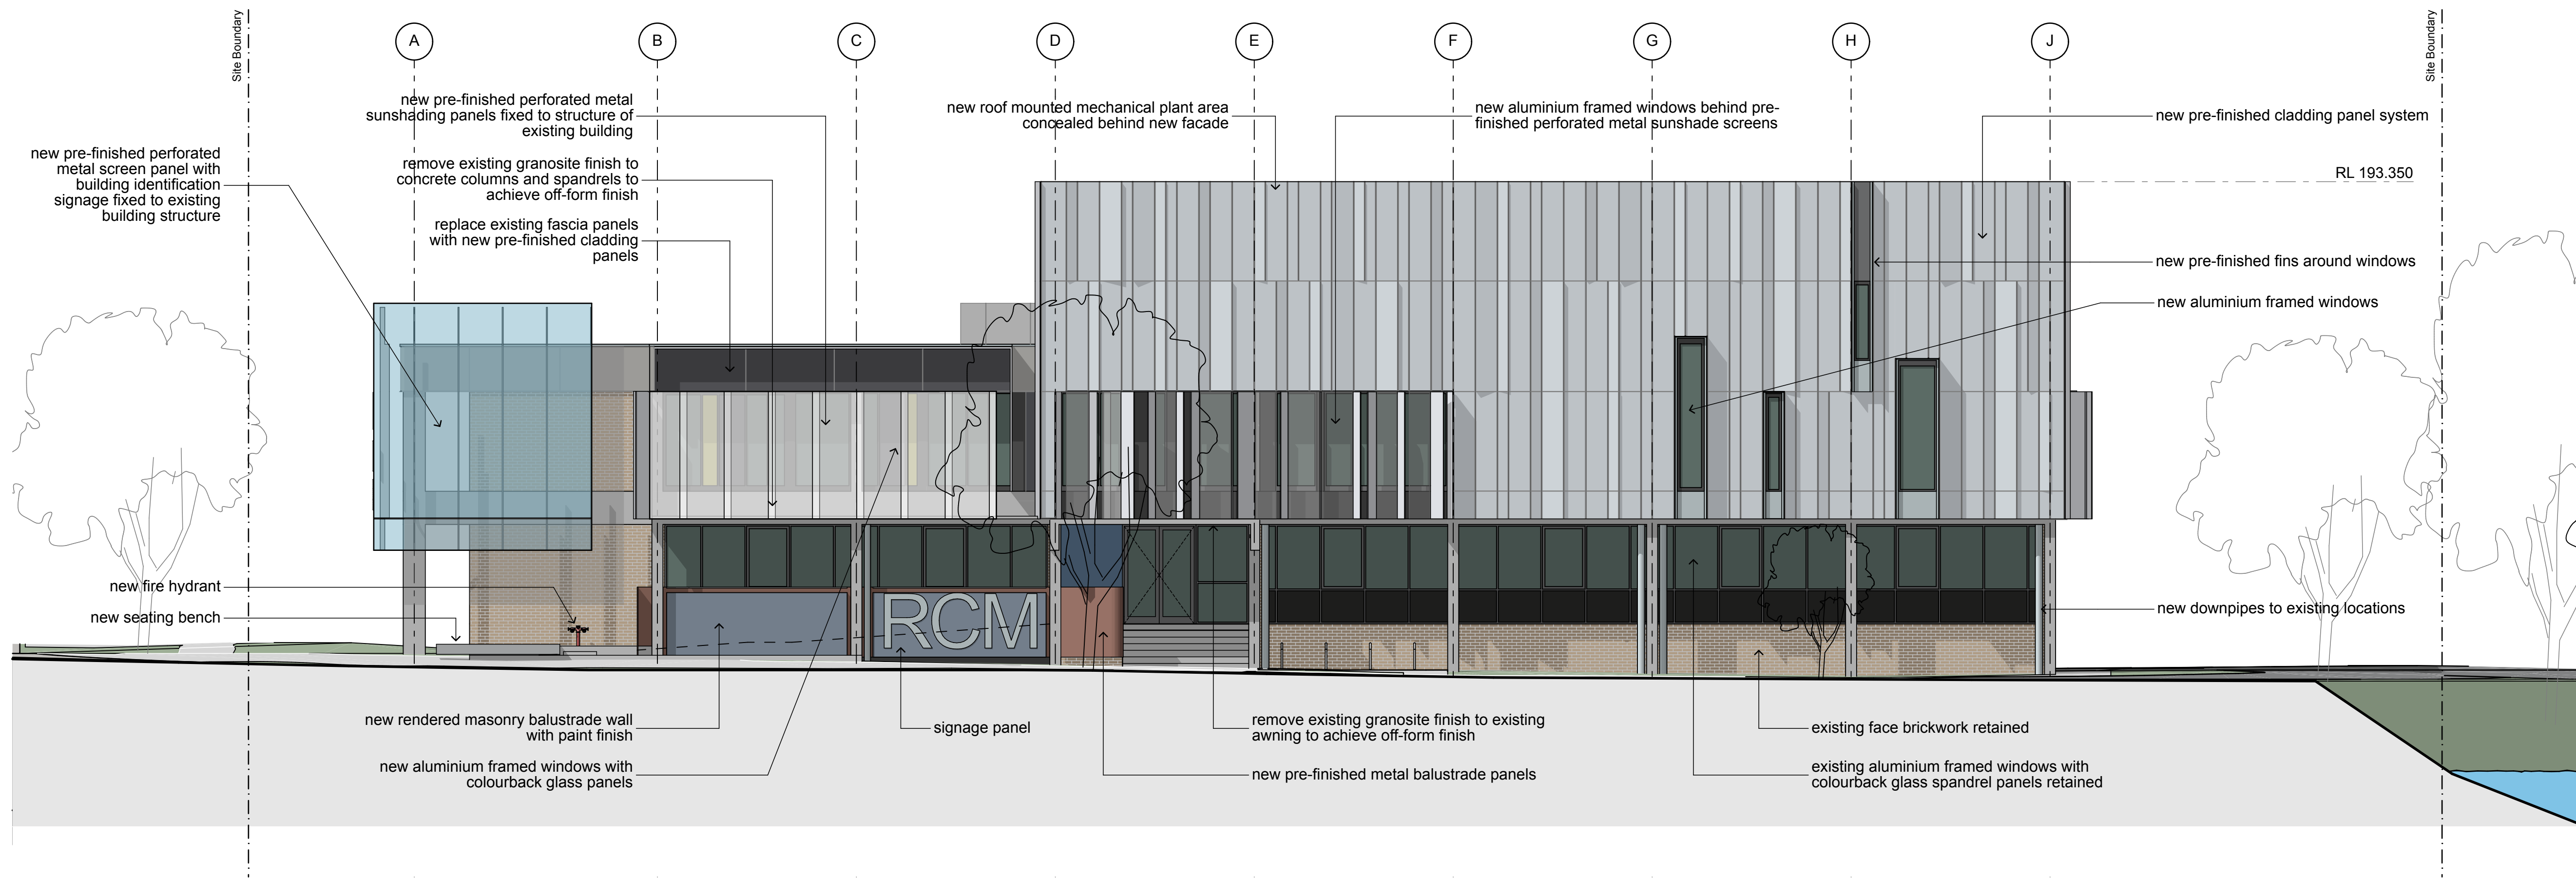 Site Boundary
A
B
C
D
E
F
G
H
J
Site Boundary
new pre-finished perforated metal
sunshading panels fixed to structure of
existing building
new roof mounted mechanical plant area
concealed behind new facade
new aluminium framed windows behind pre-
finished perforated metal sunshade screens
new pre-finished cladding panel system
new pre-finished perforated
metal screen panel with
building identification
signage fixed to existing
building structure
remove existing granosite finish to
concrete columns and spandrels to
achieve off-form finish
RL 193.350
replace existing fascia panels
with new pre-finished cladding
panels
new pre-finished fins around windows
new aluminium framed windows
new fire hydrant
new seating bench
RCM
new downpipes to existing locations
new rendered masonry balustrade wall
with paint finish
signage panel
remove existing granosite finish to existing
awning to achieve off-form finish
existing face brickwork retained
new aluminium framed windows with
colourback glass panels
new pre-finished metal balustrade panels
existing aluminium framed windows with
colourback glass spandrel panels retained